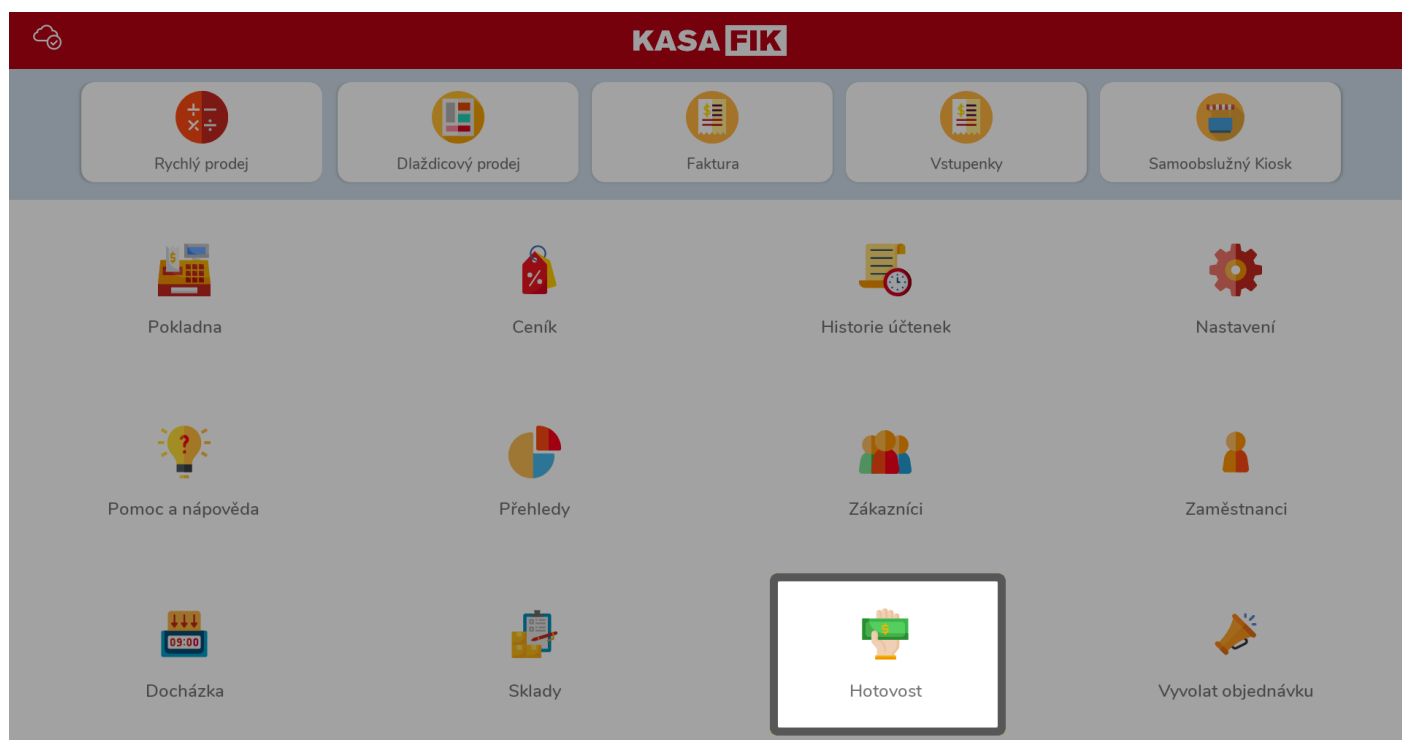 KASA FIK
Rychlý prodej
Dlaždicový prodej
Faktura
Vstupenky
Samoobslužný Kiosk
Pokladna
Ceník
Historie účtenek
Nastavení
Pomoc a nápověda
Přehledy
Zákazníci
Zaměstnanci
09:00
Docházka
Sklady
Hotovost
Vyvolat objednávku